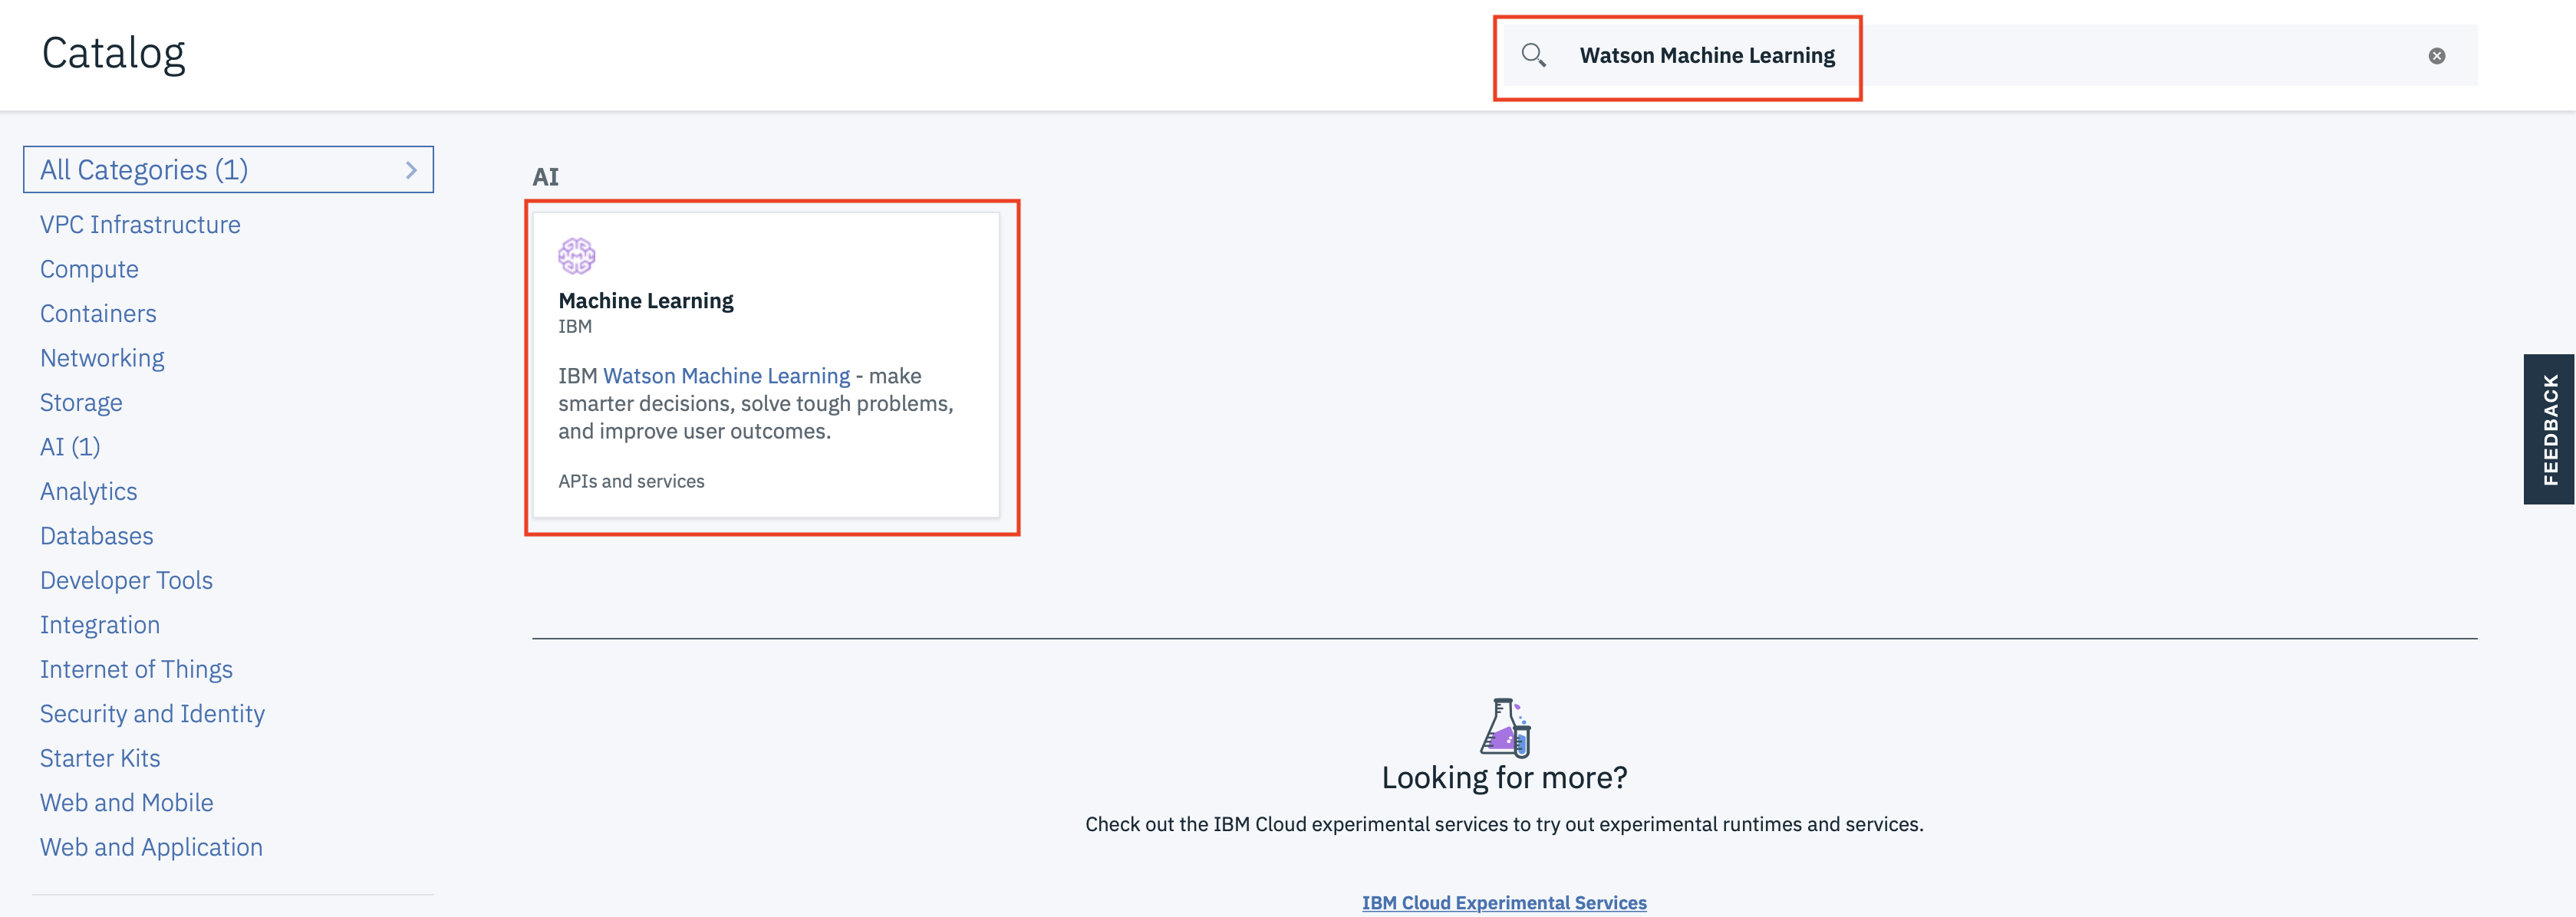 Catalog
Watson Machine Learning
All Categories (1)
VPC Infrastructure
Compute
Containers
Networking
Storage
AI (1)
Analytics
Databases
Developer Tools
Integration
Internet of Things
Security and Identity
Starter Kits
Web and Mobile
Web and Application
AI
Machine Learning
IBM
IBM Watson Machine Learning - make
smarter decisions, solve tough problems,
and improve user outcomes.
APIs and services
FEEDBACK
Looking for more?
Check out the IBM Cloud experimental services to try out experimental runtimes and services.
IBM Cloud Experimental Services